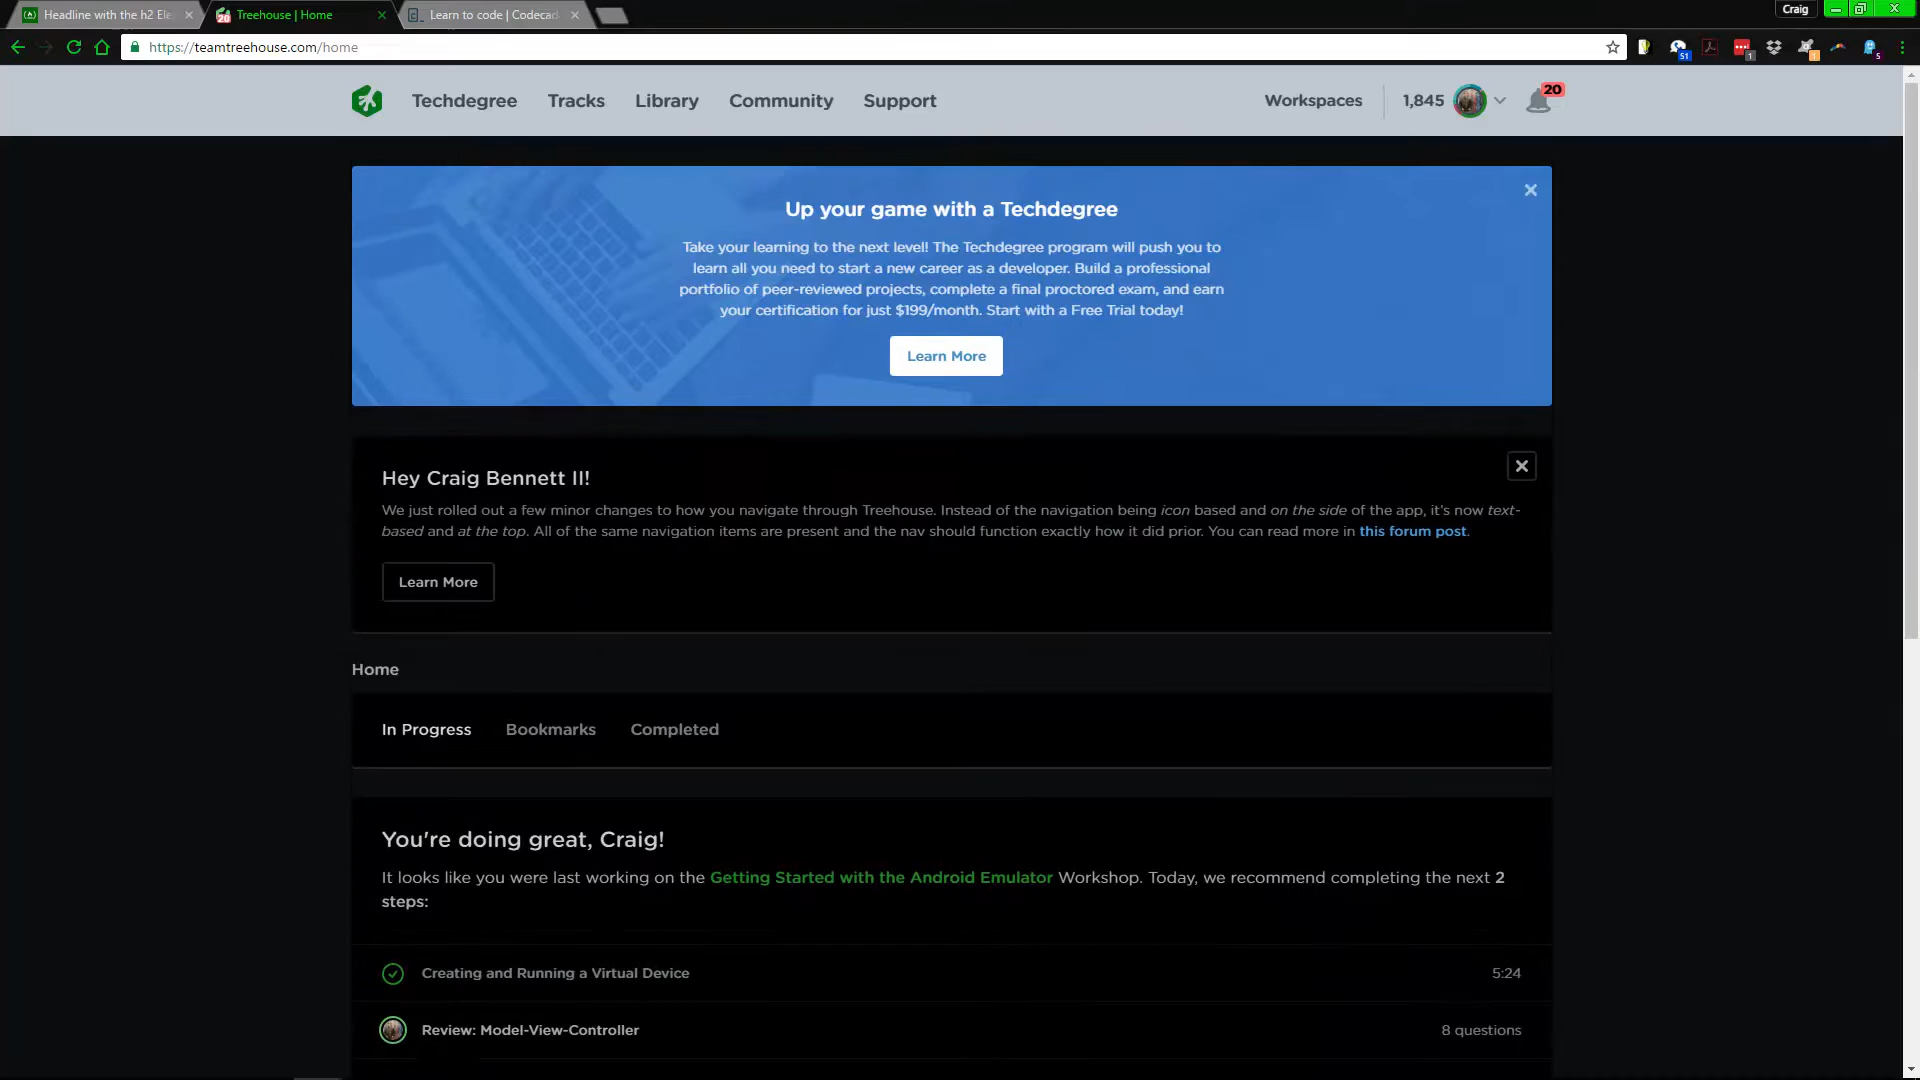 Headline with the h2 Ele
Treehouse | Home
Learn to code | Codecad
Craig
https://teamtreehouse.com/home
51
1
1
5
Techdegree
Tracks
Library
Community
Support
Workspaces
1,845
20
Up your game with a Techdegree
Take your learning to the next level! The Techdegree program will push you to
learn all you need to start a new career as a developer. Build a professional
portfolio of peer-reviewed projects, complete a final proctored exam, and earn
your certification for just $199/month. Start with a Free Trial today!
Learn More
Hey Craig Bennett II!
We just rolled out a few minor changes to how you navigate through Treehouse. Instead of the navigation being icon based and on the side of the app, it's now text-
based and at the top. All of the same navigation items are present and the nav should function exactly how it did prior. You can read more in this forum post.
Learn More
Home
In Progress
Bookmarks
Completed
You're doing great, Craig!
It looks like you were last working on the Getting Started with the Android Emulator Workshop. Today, we recommend completing the next 2
steps:
Creating and Running a Virtual Device
5:24
Review: Model-View-Controller
8 questions